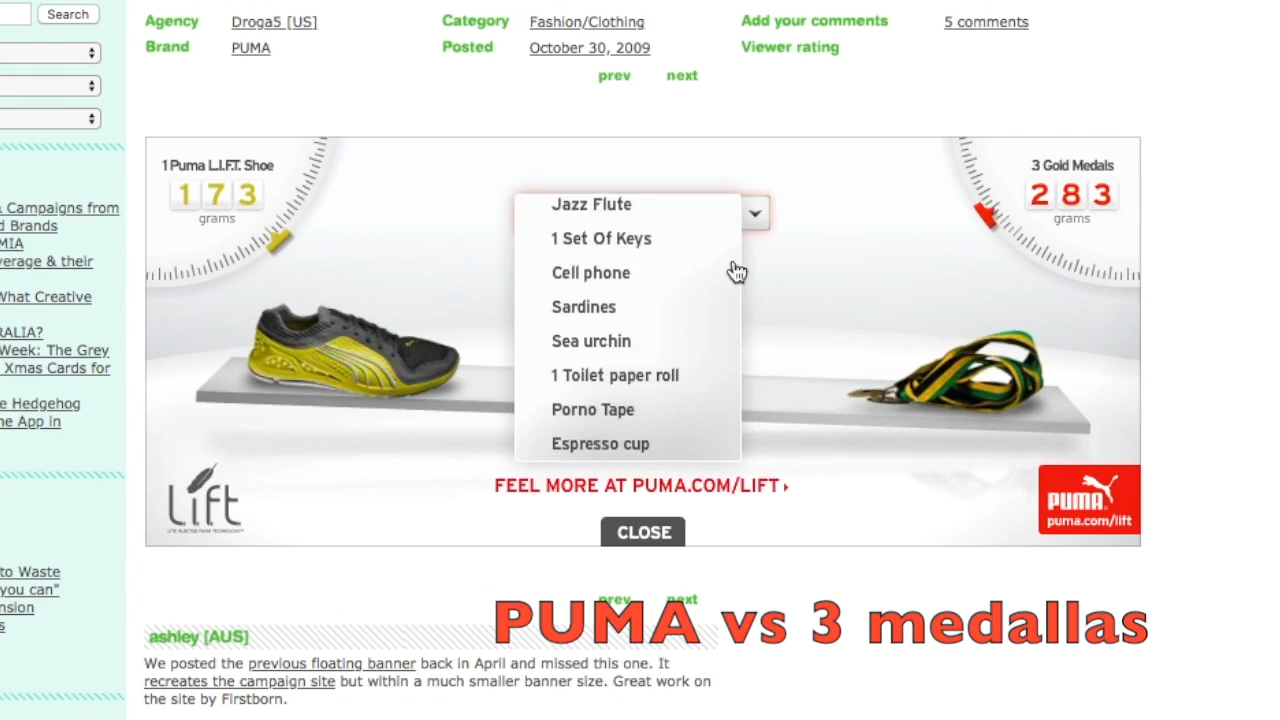 Search
Agency Droga5 [US] Category Fashion/Clothing Add your comments 5 comments
Brand PUMA Posted October 30, 2009 Viewer rating
prev next
& Campaigns from
d Brands
MIA
verage & their
What Creative
RALIA?
Week: The Grey
Xmas Cards for
e Hedgehog
he App in
to Waste
you can"
nsion
s
1 Puma L.I.F.T. Shoe
173
grams
3 Gold Medals
283
grams
Jazz Flute
1 Set Of Keys
Cell phone
Sardines
Sea urchin
1 Toilet paper roll
Porno Tape
Espresso cup
Lift
LITE INJECTED FOAM TECHNOLOGY™
FEEL MORE AT PUMA.COM/LIFT
PUMA
puma.com/lift
CLOSE
prev next
PUMA vs 3 medallas
ashley [AUS]
We posted the previous floating banner back in April and missed this one. It
recreates the campaign site but within a much smaller banner size. Great work on
the site by Firstborn.